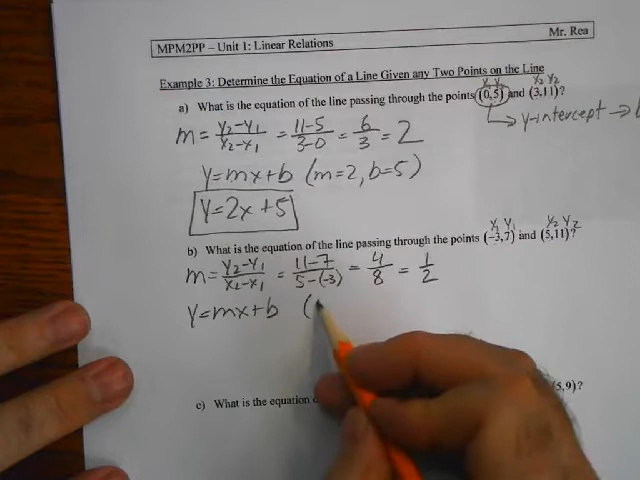 MPM2PP – Unit 1: Linear Relations Mr. Rea
Example 3: Determine the Equation of a Line Given any Two Points on the Line
x₁ y₁ x₂ y₂
a) What is the equation of the line passing through the points (0,5) and (3,11)?
m = y₂-y₁/x₂-x₁ = 11-5/3-0 = 6/3 = 2
y-intercept →
y=mx+b (m=2, b=5)
y=2x+5
x₁ y₁ x₂ y₂
b) What is the equation of the line passing through the points (−3,7) and (5,11)?
m = y₂-y₁/x₂-x₁ = 11-7/5-(-3) = 4/8 = 1/2
y=mx+b (
c) What is the equation 5,9)?